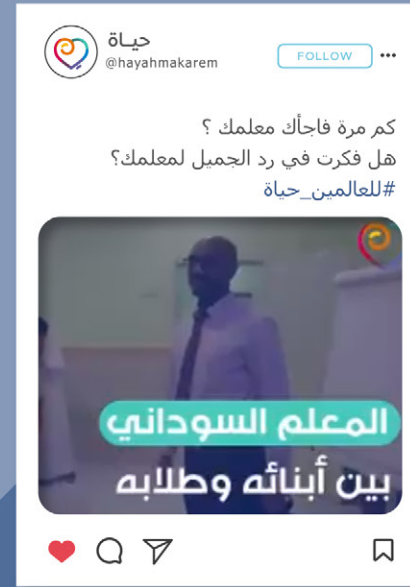 حياة
@hayahmakarem
FOLLOW
كم مرة فاجأك معلمك ؟
هل فكرت في رد الجميل لمعلمك؟
#للعالمين_حياة
المعلم السوداني
بين أبنائه وطلابه